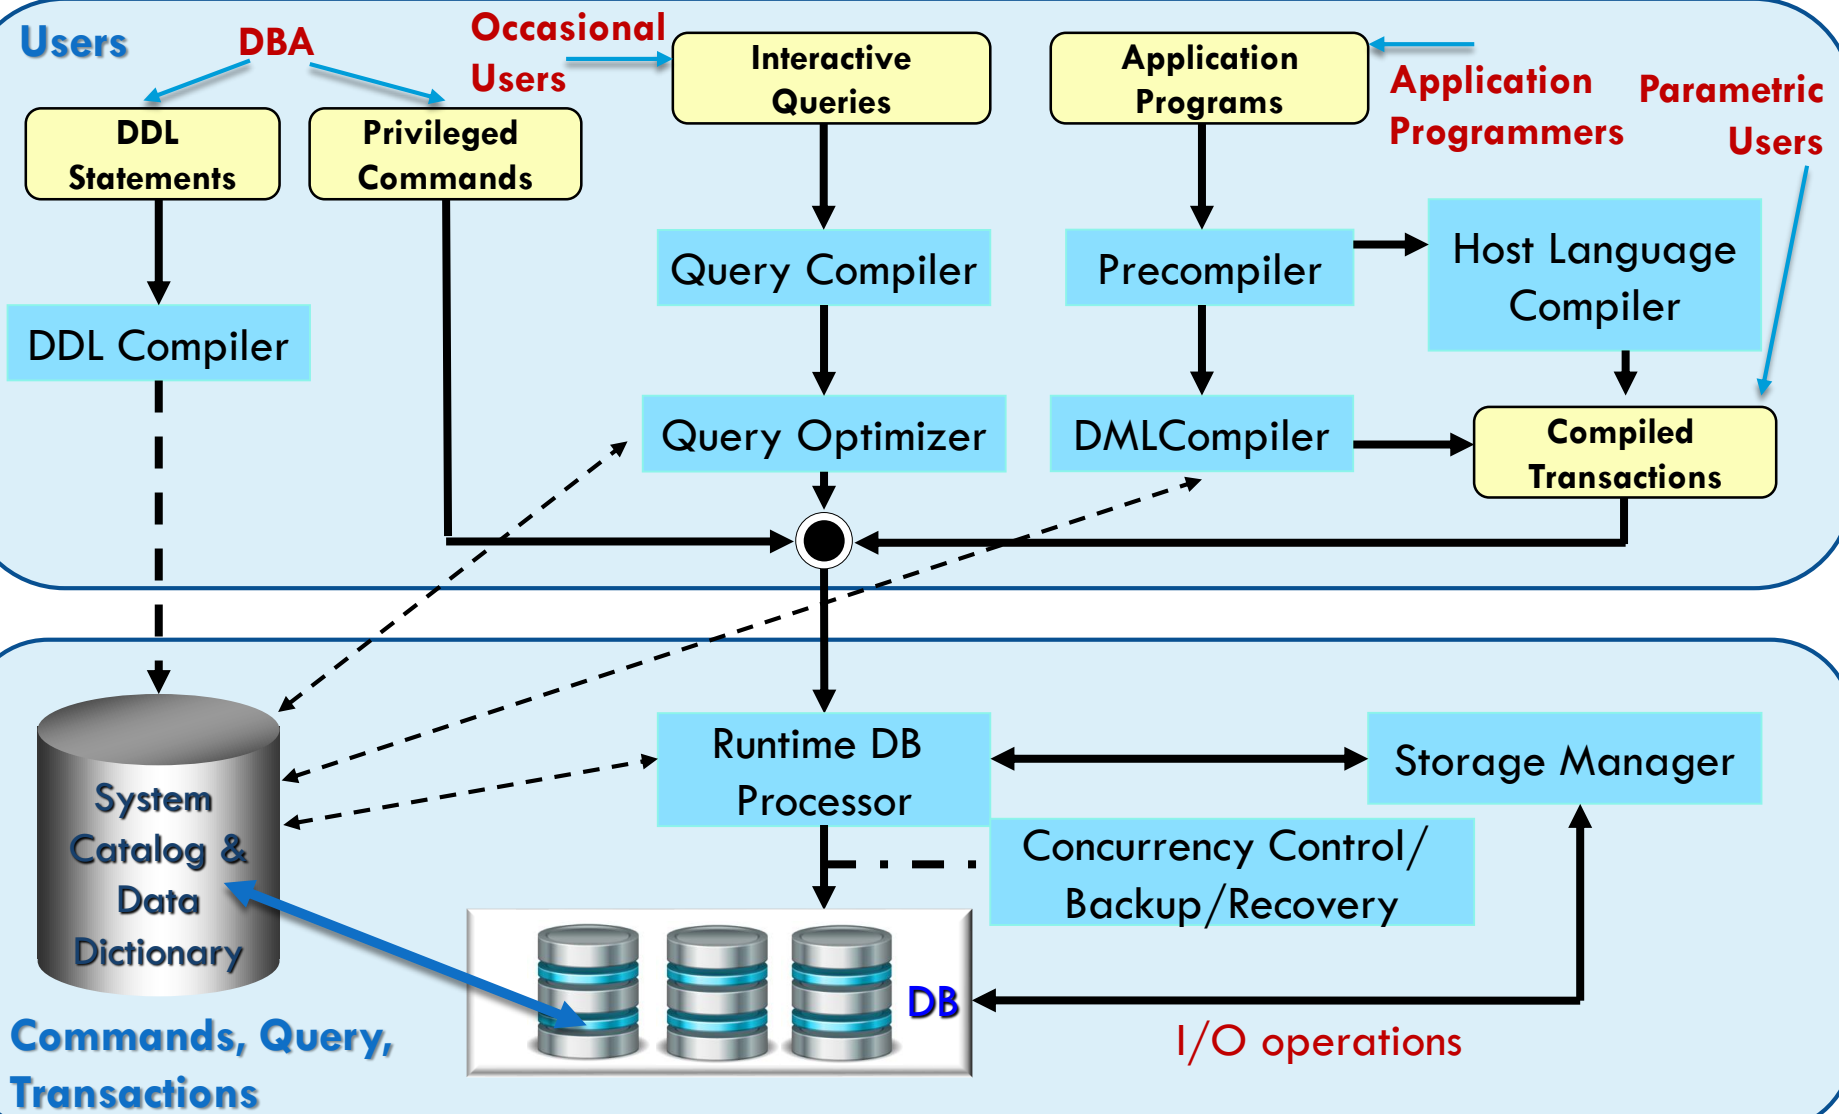 Users
DBA
Occasional
Users
Interactive
Queries
Application
Programs
Application
Programmers
Parametric
Users
DDL
Statements
Privileged
Commands
Query Compiler
Precompiler
Host Language
Compiler
DDL Compiler
Query Optimizer
DMLCompiler
Compiled
Transactions
Runtime DB
Processor
Storage Manager
System
Catalog &
Data
Dictionary
Concurrency Control/
Backup/Recovery
DB
I/O operations
Commands, Query,
Transactions